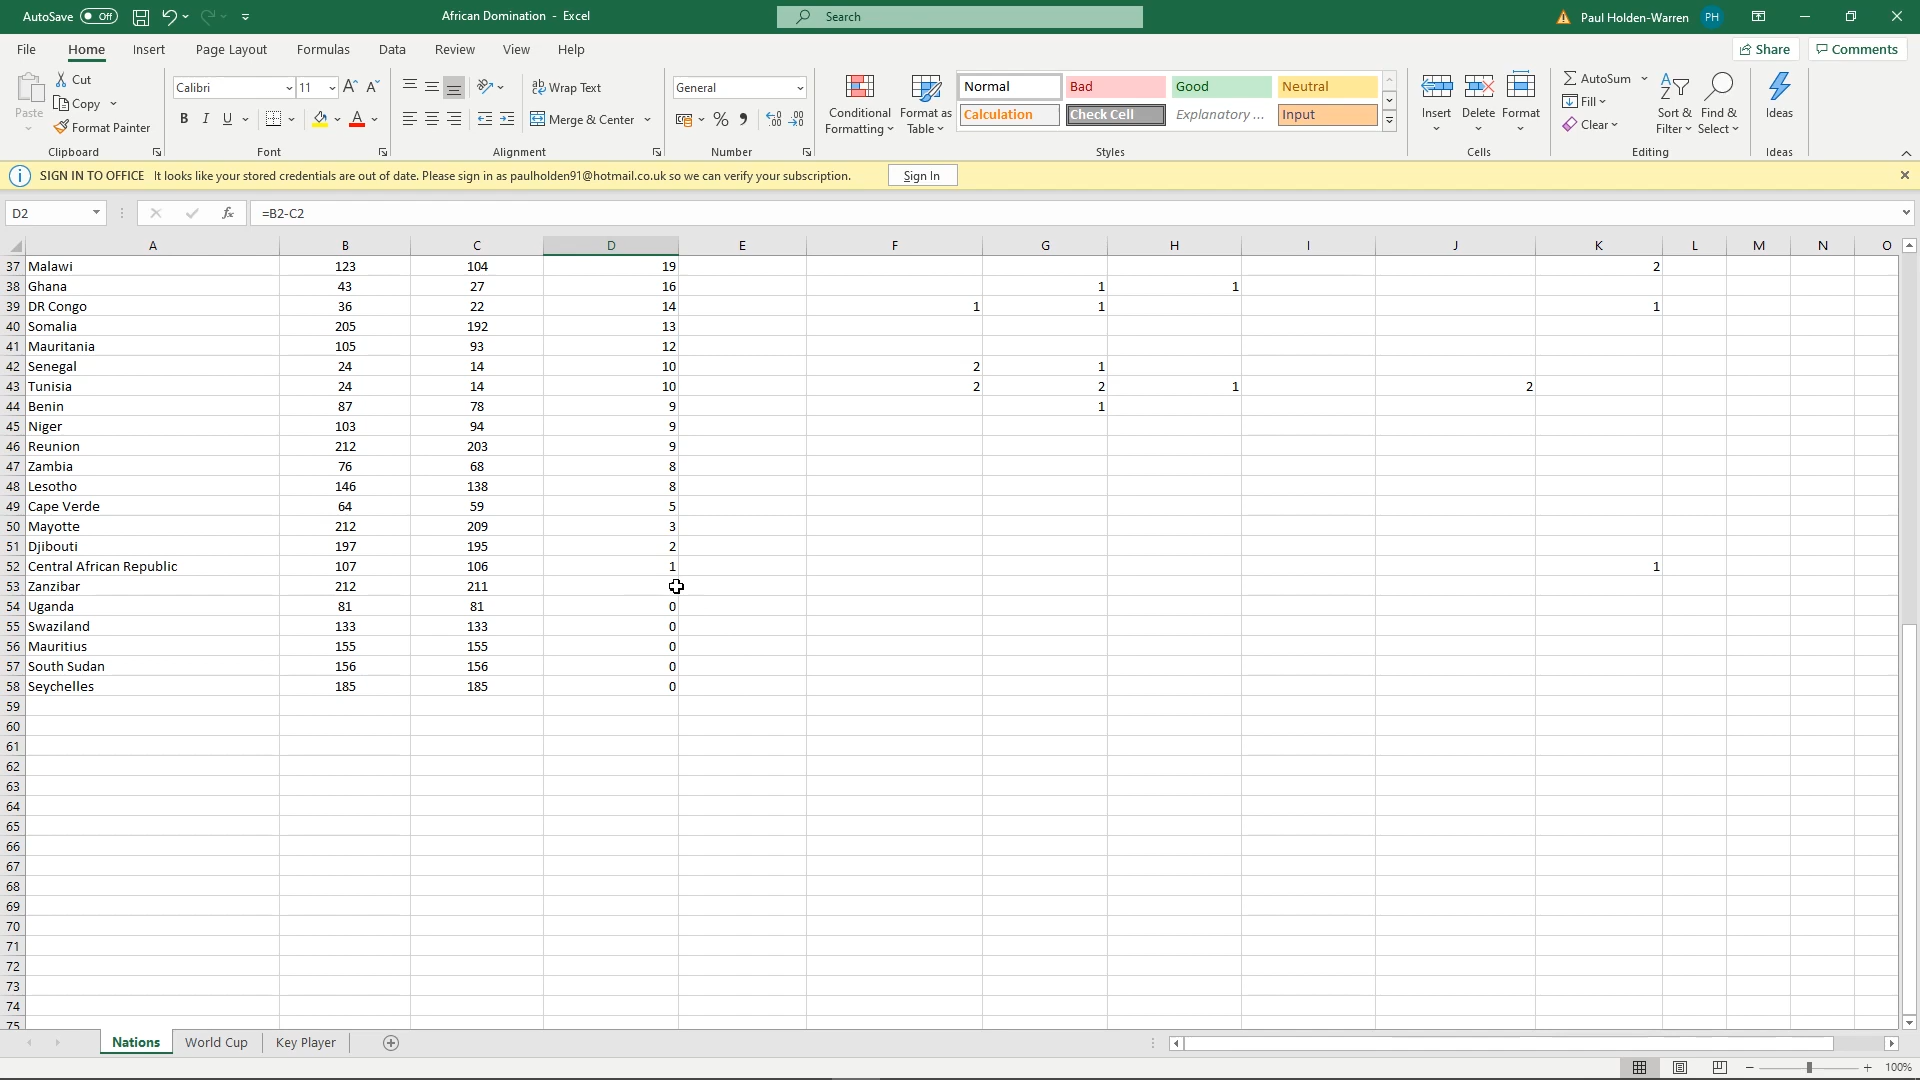 AutoSave Off African Domination - Excel Search Paul Holden-Warren PH
File Home Insert Page Layout Formulas Data Review View Help Share Comments
Paste Cut Copy Format Painter Clipboard
Calibri 11 B I U A Font
Wrap Text Merge & Center Alignment
General % Number
Conditional Formatting Format as Table Normal Bad Good Neutral Calculation Check Cell Explanatory ... Input Styles
Insert Delete Format Cells
AutoSum Fill Clear Sort & Filter Find & Select Editing
Ideas Ideas
SIGN IN TO OFFICE It looks like your stored credentials are out of date. Please sign in as paulholden91@hotmail.co.uk so we can verify your subscription. Sign In
D2 fx =B2-C2
A B C D E F G H I J K L M N O
37 Malawi 123 104 19 2
38 Ghana 43 27 16 1 1
39 DR Congo 36 22 14 1 1 1
40 Somalia 205 192 13
41 Mauritania 105 93 12
42 Senegal 24 14 10 2 1
43 Tunisia 24 14 10 2 2 1 2
44 Benin 87 78 9 1
45 Niger 103 94 9
46 Reunion 212 203 9
47 Zambia 76 68 8
48 Lesotho 146 138 8
49 Cape Verde 64 59 5
50 Mayotte 212 209 3
51 Djibouti 197 195 2
52 Central African Republic 107 106 1 1
53 Zanzibar 212 211
54 Uganda 81 81 0
55 Swaziland 133 133 0
56 Mauritius 155 155 0
57 South Sudan 156 156 0
58 Seychelles 185 185 0
59
60
61
62
63
64
65
66
67
68
69
70
71
72
73
74
75
Nations World Cup Key Player
100%